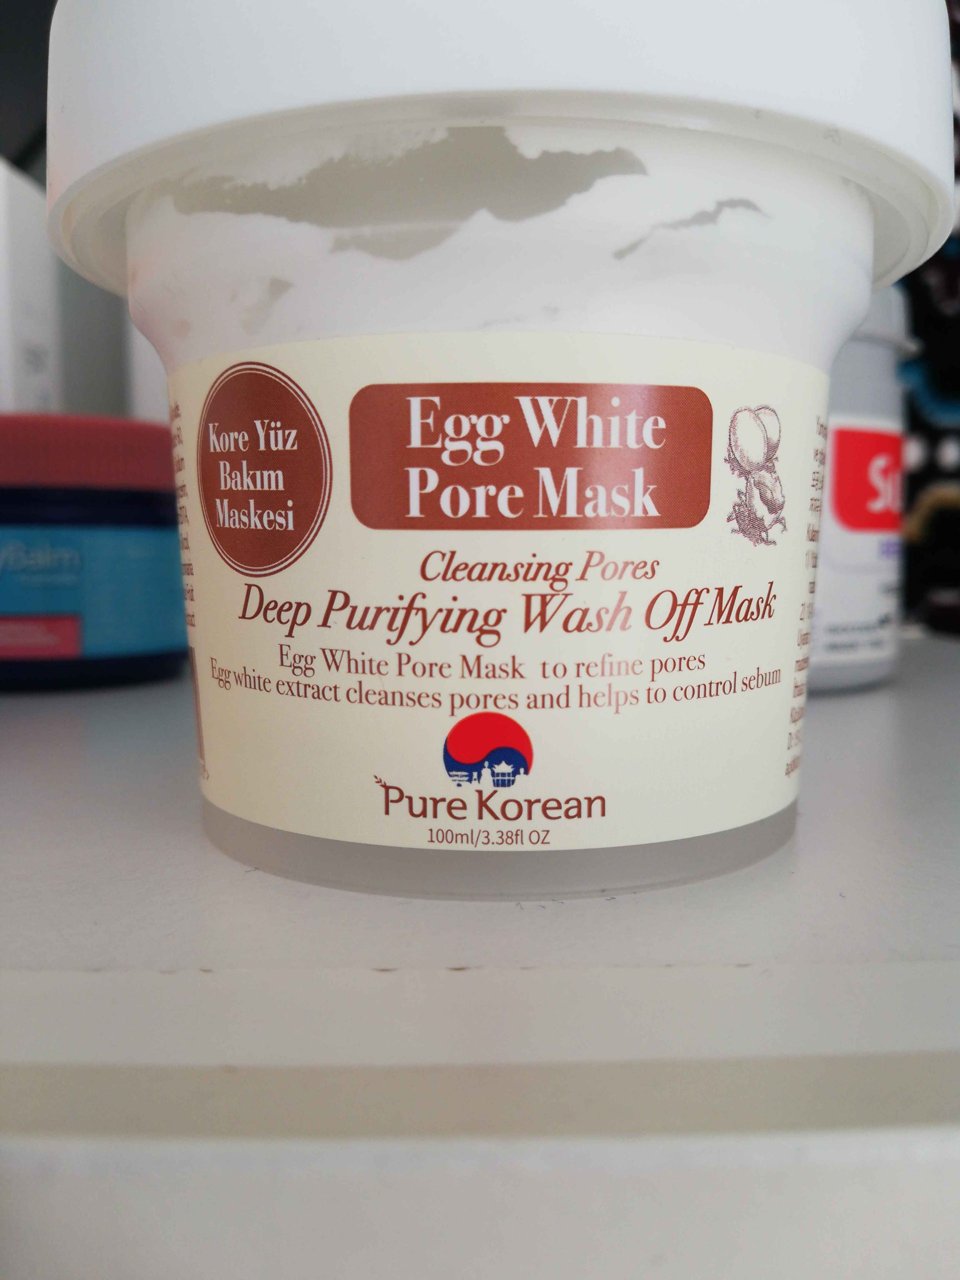 Kore Yüz
Bakım
Maskesi
Egg White
Pore Mask
Cleansing Pores
Deep Purifying Wash Off Mask
Egg White Pore Mask to refine pores
Egg white extract cleanses pores and helps to control sebum
Pure Korean
100ml/3.38fl OZ